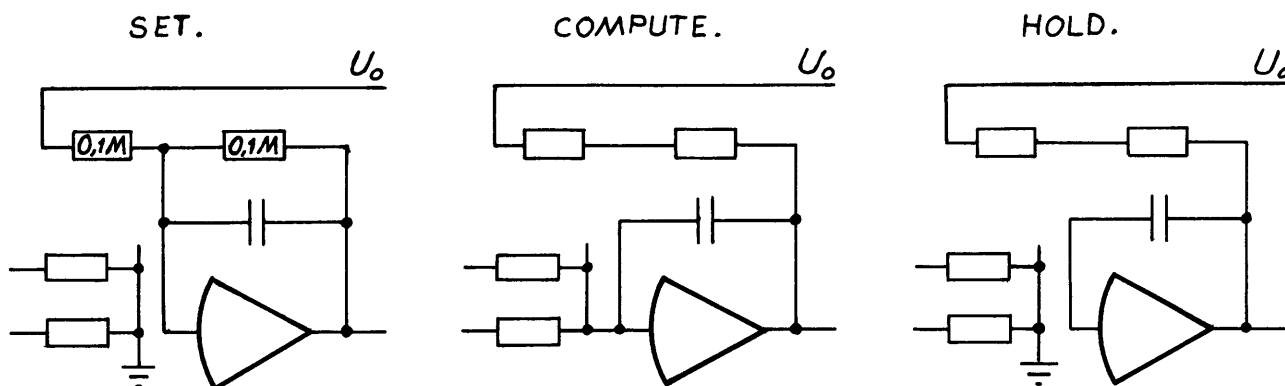 SET.
COMPUTE.
HOLD.
U₀
U₀
U₀
0,1M
0,1M